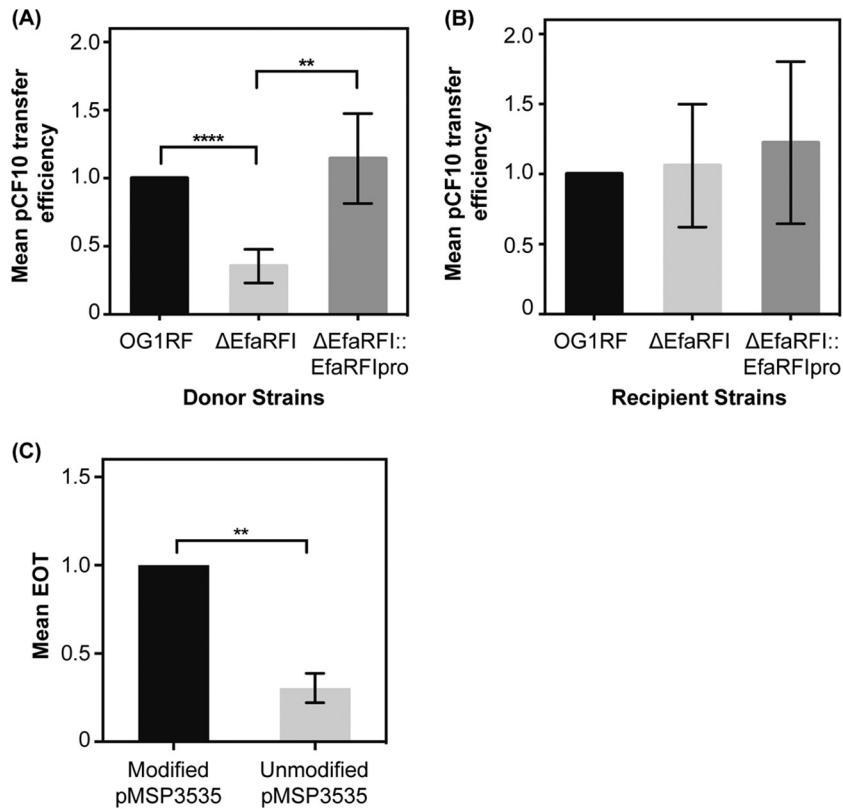 (A)
Mean pCF10 transfer
efficiency
2.0
1.5
1.0
0.5
0
****
**
OG1RF
ΔEfaRFI
ΔEfaRFI::
EfaRFIpro
Donor Strains
(B)
Mean pCF10 transfer
efficiency
2.0
1.5
1.0
0.5
0
OG1RF
ΔEfaRFI
ΔEfaRFI::
EfaRFIpro
Recipient Strains
(C)
Mean EOT
1.5
1.0
0.5
0
**
Modified
pMSP3535
Unmodified
pMSP3535